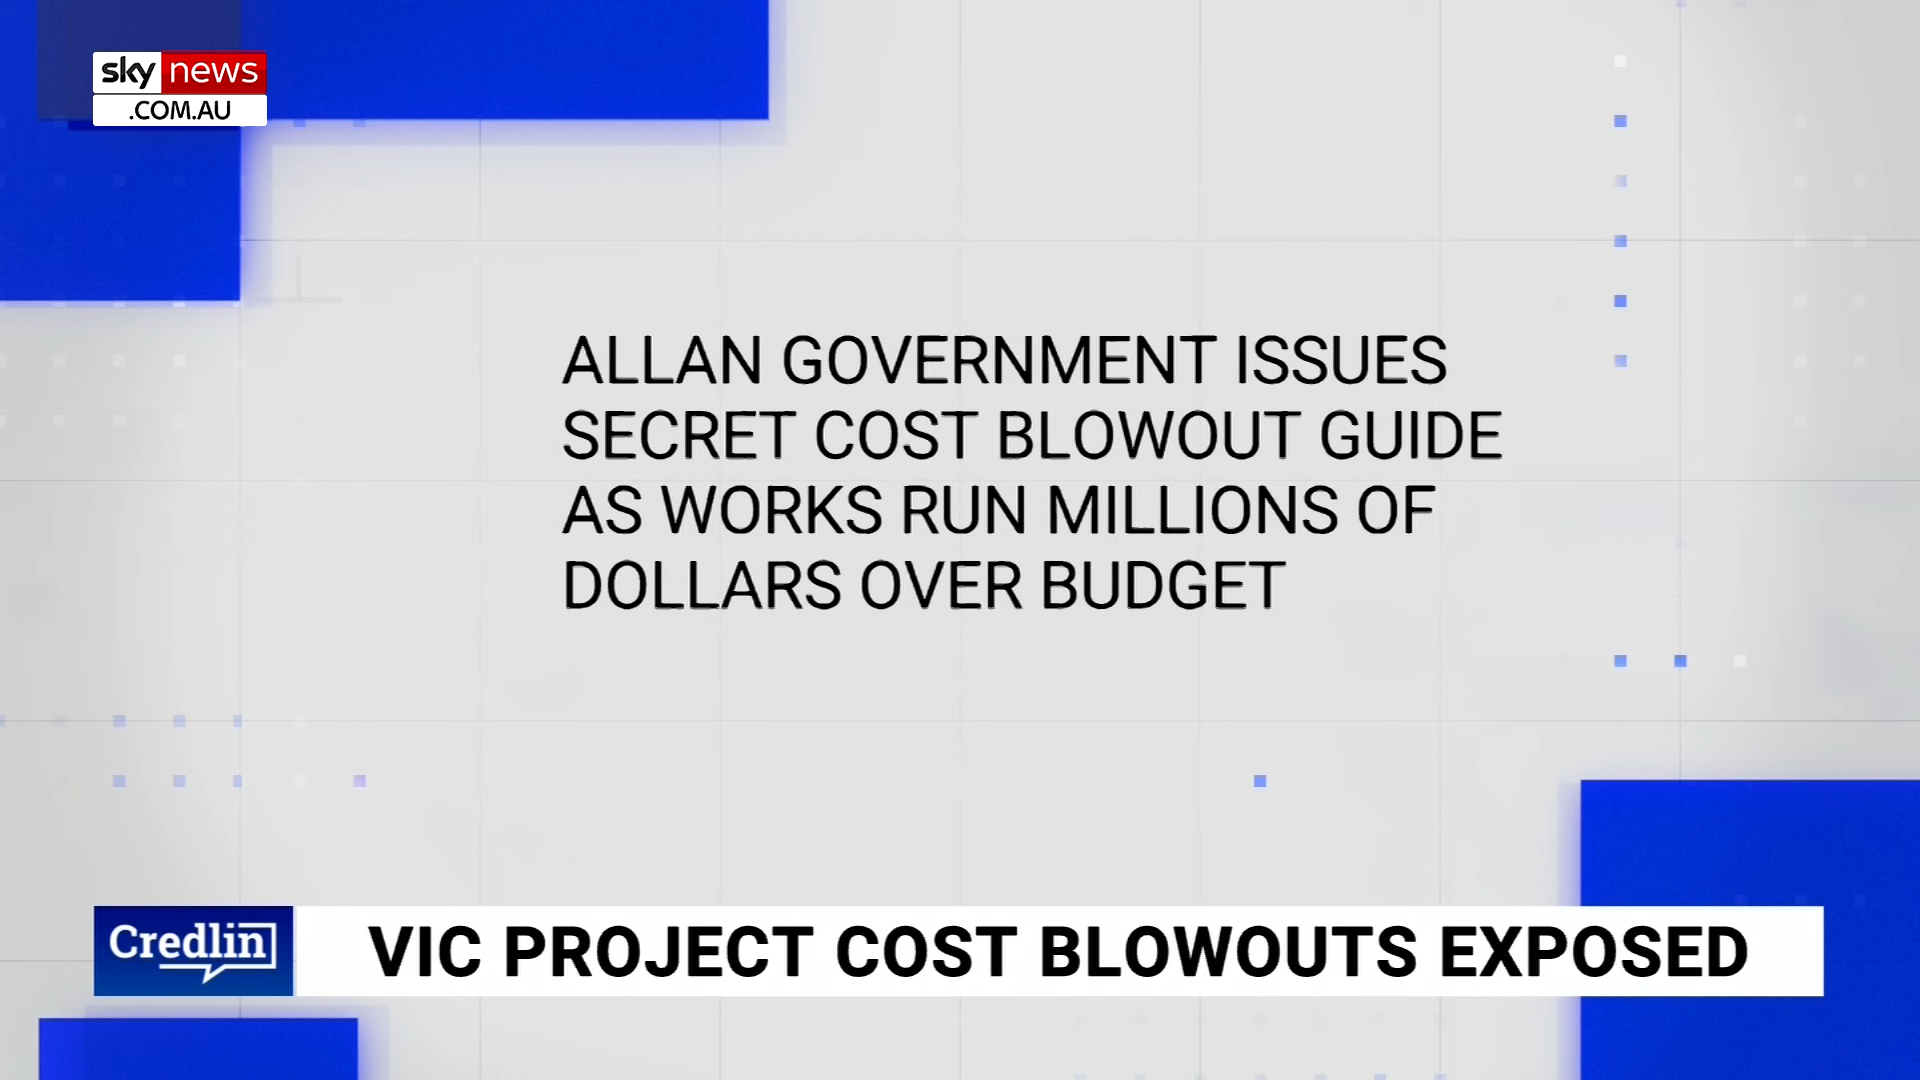 sky news
.COM.AU
ALLAN GOVERNMENT ISSUES
SECRET COST BLOWOUT GUIDE
AS WORKS RUN MILLIONS OF
DOLLARS OVER BUDGET
Credlin
VIC PROJECT COST BLOWOUTS EXPOSED